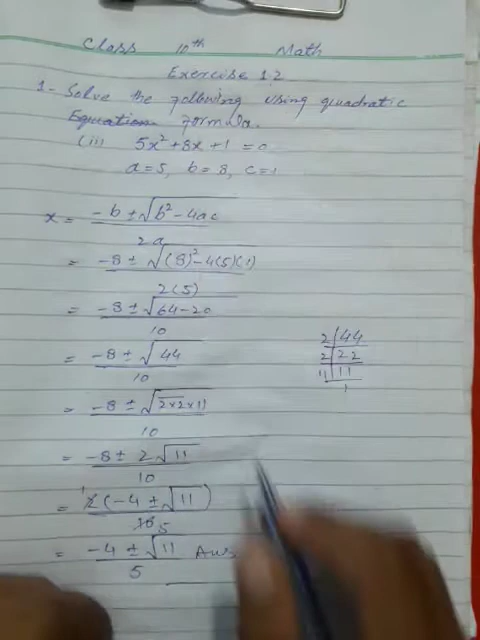 Class 10th Math
Exercise 1.2
1- Solve the following using quadratic
Equation formula.
(ii) 5x² + 8x + 1 = 0
a = 5, b = 8, c = 1
x = -b ± √b² - 4ac
2a
= -8 ± √(8)² - 4(5)(1)
2(5)
= -8 ± √64 - 20
10
= -8 ± √44
10
2 | 44
2 | 22
11 | 11
1
= -8 ± √2×2×11
10
= -8 ± 2√11
10
= 2(-4 ± √11)
10 5
= -4 ± √11 Ans
5